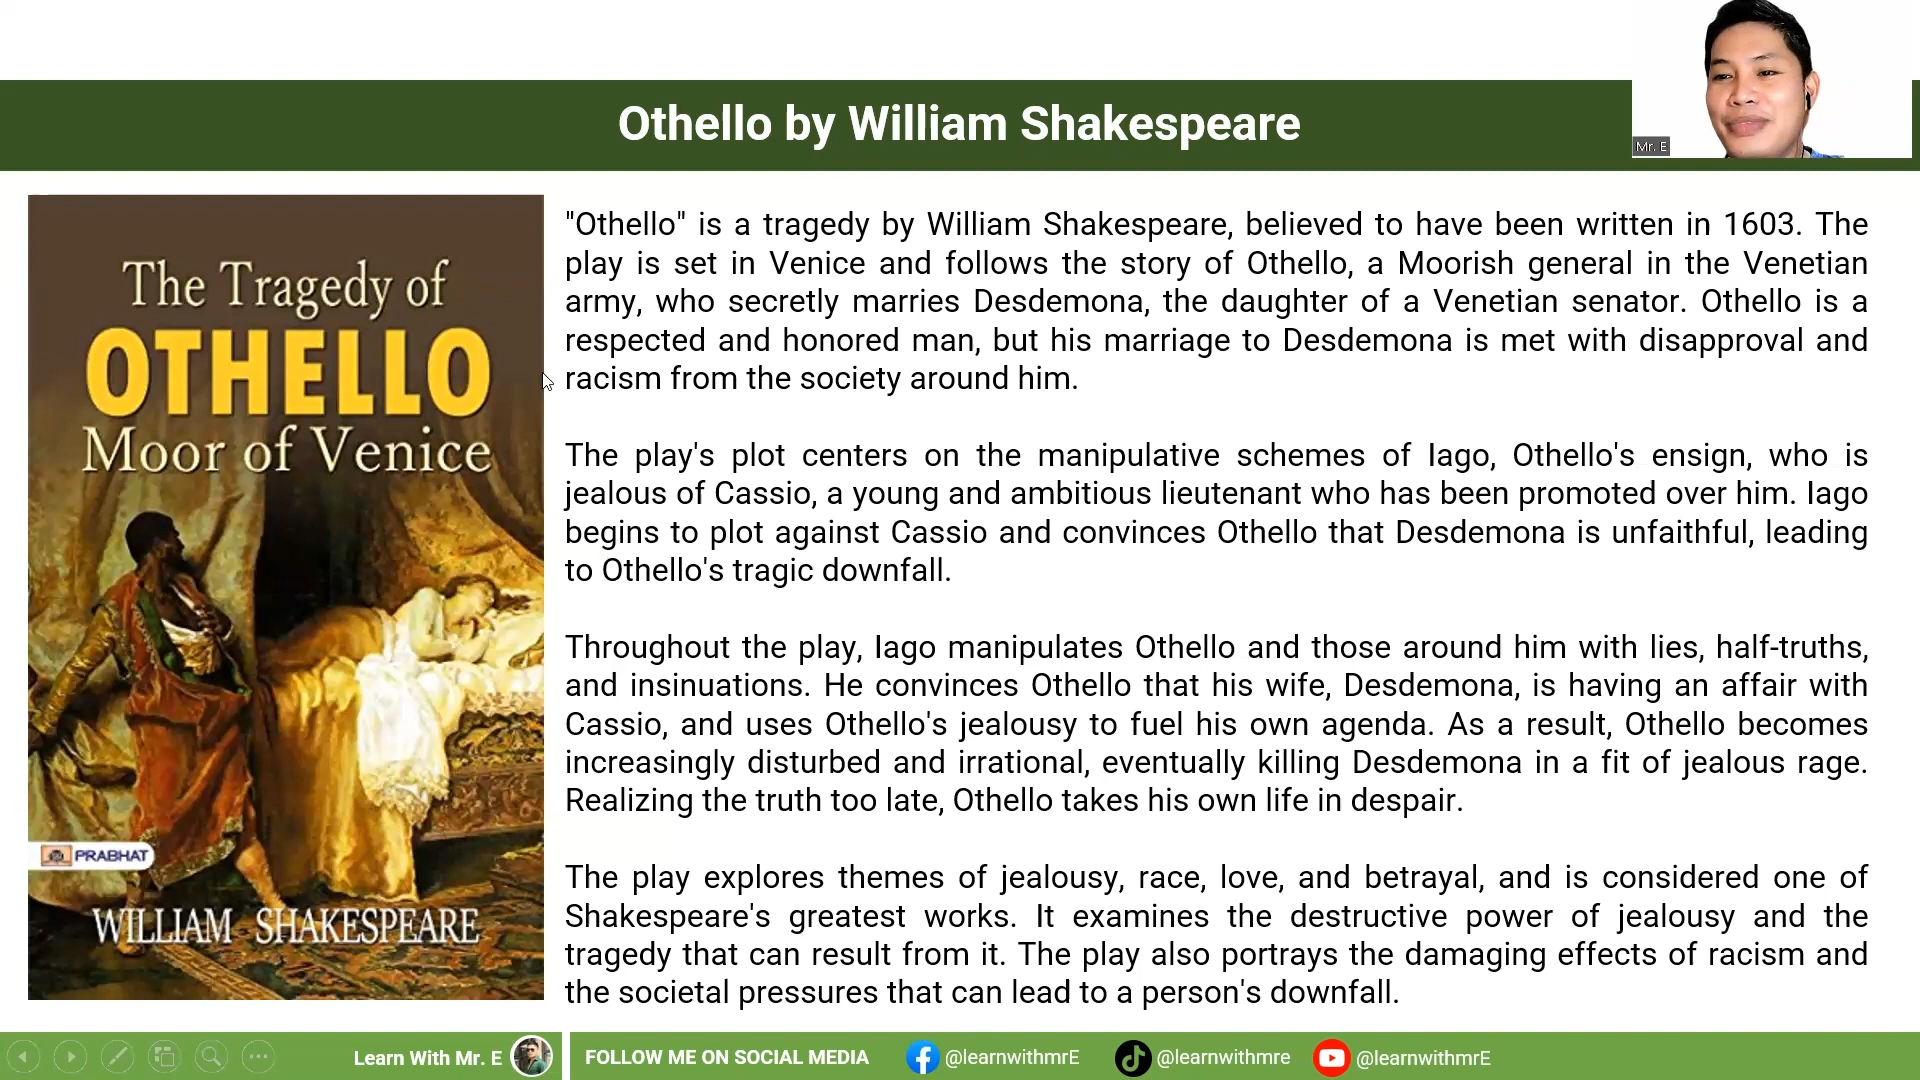 Othello by William Shakespeare
Mr. E
The Tragedy of
OTHELLO
Moor of Venice
PRABHAT
WILLIAM SHAKESPEARE
"Othello" is a tragedy by William Shakespeare, believed to have been written in 1603. The
play is set in Venice and follows the story of Othello, a Moorish general in the Venetian
army, who secretly marries Desdemona, the daughter of a Venetian senator. Othello is a
respected and honored man, but his marriage to Desdemona is met with disapproval and
racism from the society around him.
The play's plot centers on the manipulative schemes of Iago, Othello's ensign, who is
jealous of Cassio, a young and ambitious lieutenant who has been promoted over him. Iago
begins to plot against Cassio and convinces Othello that Desdemona is unfaithful, leading
to Othello's tragic downfall.
Throughout the play, Iago manipulates Othello and those around him with lies, half-truths,
and insinuations. He convinces Othello that his wife, Desdemona, is having an affair with
Cassio, and uses Othello's jealousy to fuel his own agenda. As a result, Othello becomes
increasingly disturbed and irrational, eventually killing Desdemona in a fit of jealous rage.
Realizing the truth too late, Othello takes his own life in despair.
The play explores themes of jealousy, race, love, and betrayal, and is considered one of
Shakespeare's greatest works. It examines the destructive power of jealousy and the
tragedy that can result from it. The play also portrays the damaging effects of racism and
the societal pressures that can lead to a person's downfall.
Learn With Mr. E
FOLLOW ME ON SOCIAL MEDIA
@learnwithmrE
@learnwithmre
@learnwithmrE